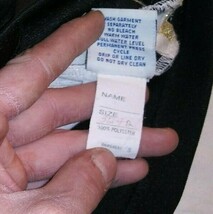 WASH GARMENT
SEPARATELY
NO BLEACH
WARM WATER
FULL WATER LEVEL
PERMANENT PRESS
CYCLE
DRIP OR LINE DRY
DO NOT DRY CLEAN
NAME
SIZE
100% POLYESTER